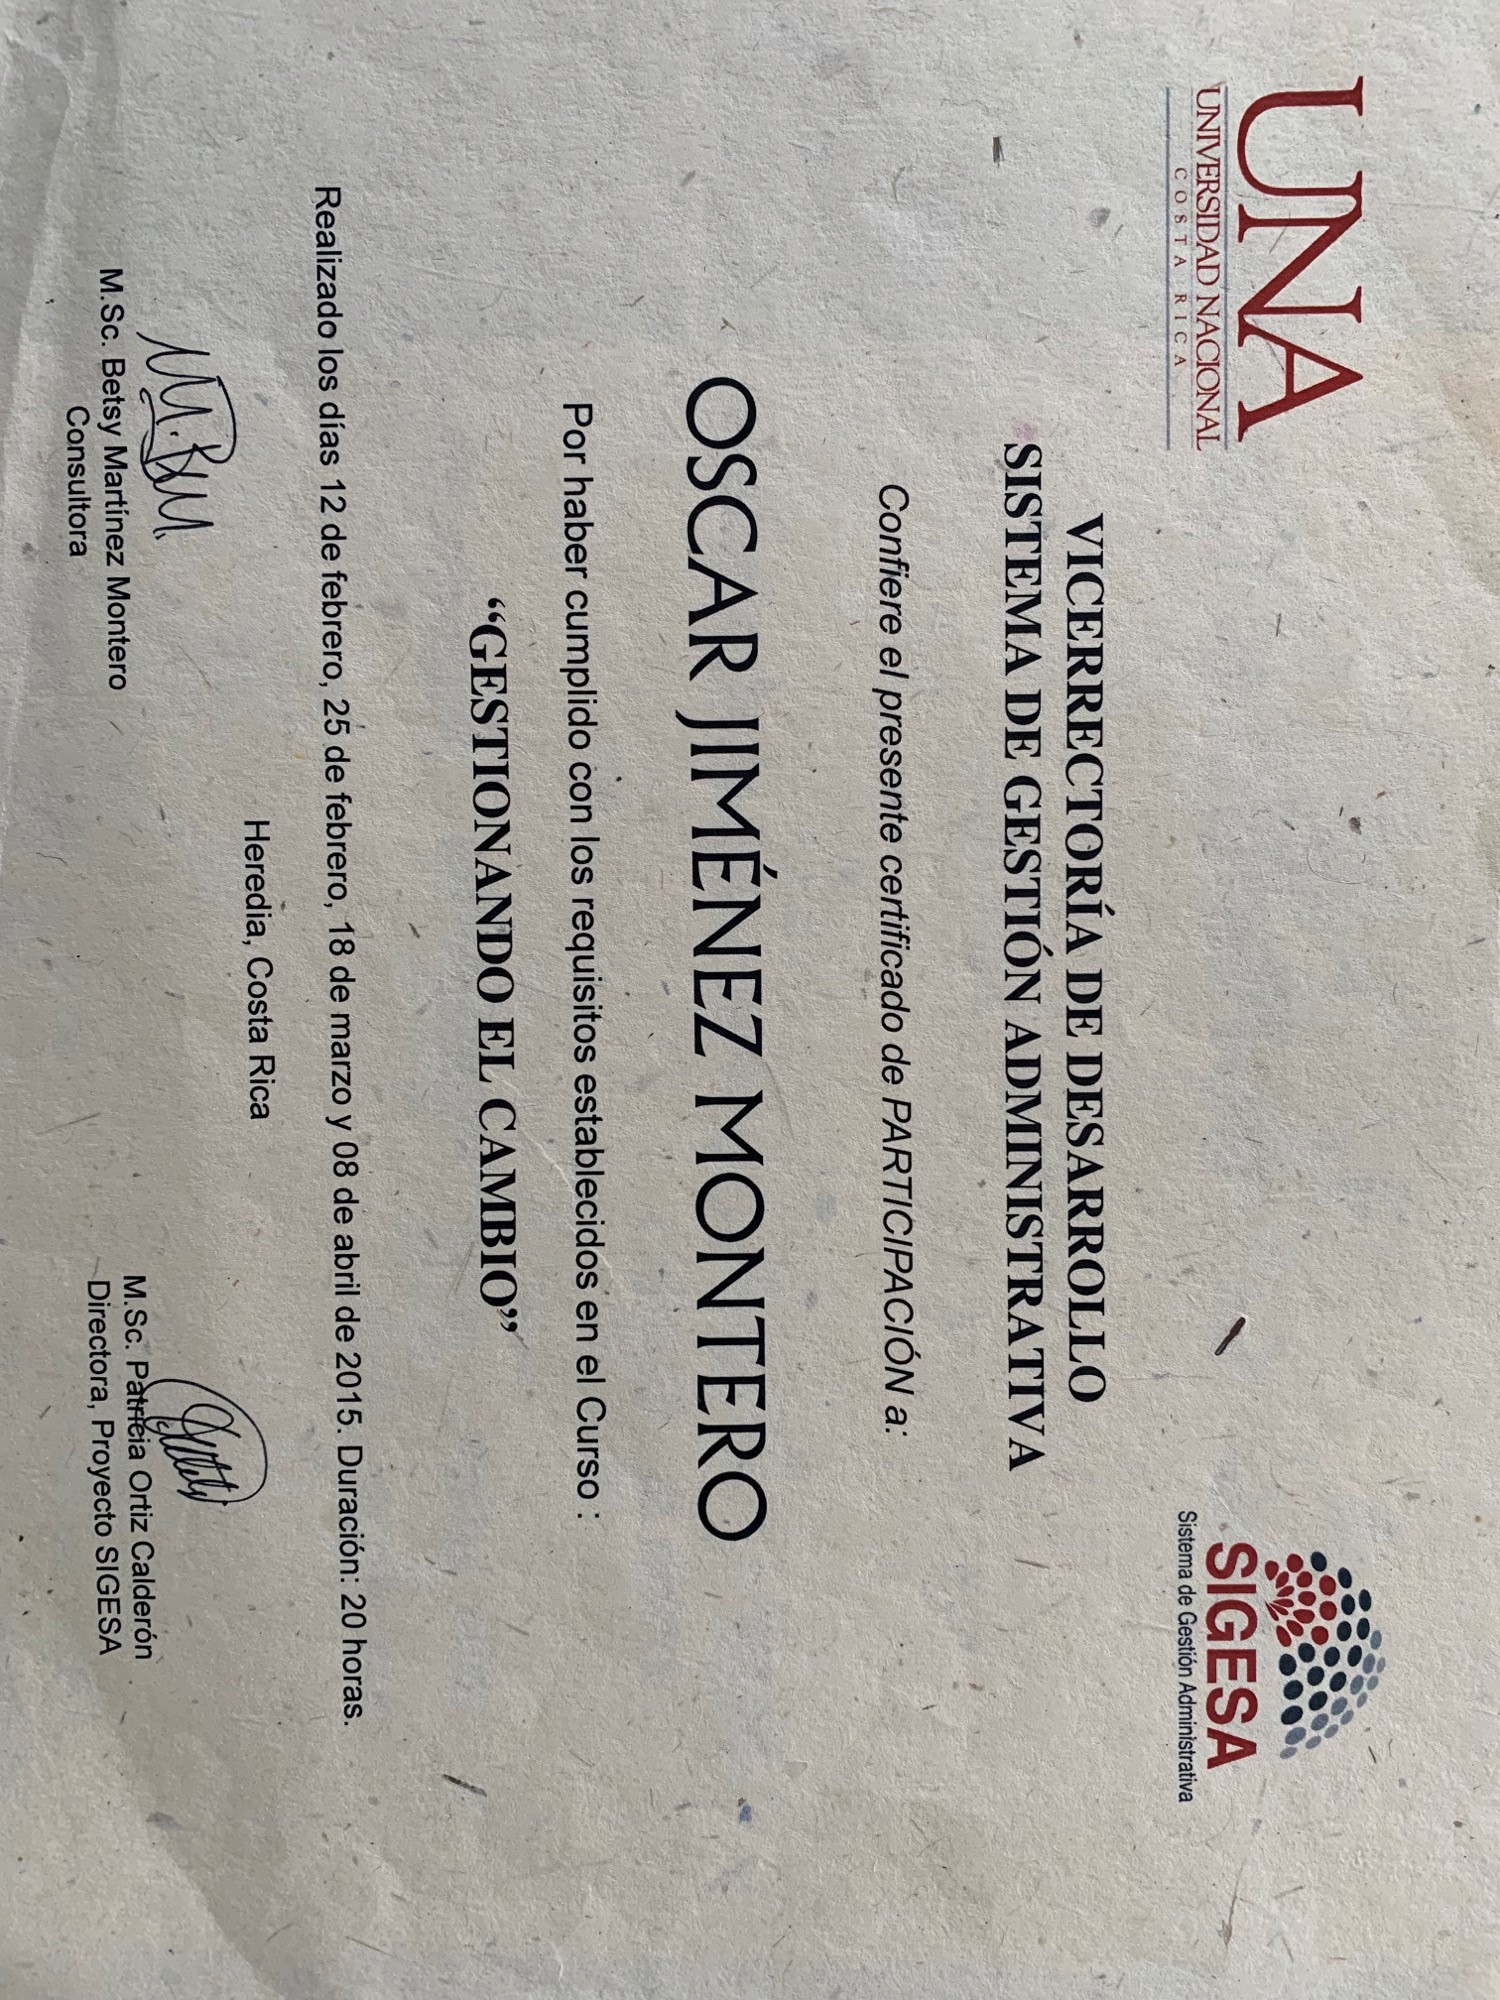 UNA
UNIVERSIDAD NACIONAL
COSTA RICA
SIGESA
Sistema de Gestión Administrativa
VICERRECTORÍA DE DESARROLLO
SISTEMA DE GESTIÓN ADMINISTRATIVA
Confiere el presente certificado de PARTICIPACIÓN a:
OSCAR JIMÉNEZ MONTERO
Por haber cumplido con los requisitos establecidos en el Curso :
“GESTIONANDO EL CAMBIO”
Realizado los días 12 de febrero, 25 de febrero, 18 de marzo y 08 de abril de 2015. Duración: 20 horas.
Heredia, Costa Rica
M.Sc. Betsy Martínez Montero
Consultora
M.Sc. Patricia Ortiz Calderón
Directora, Proyecto SIGESA